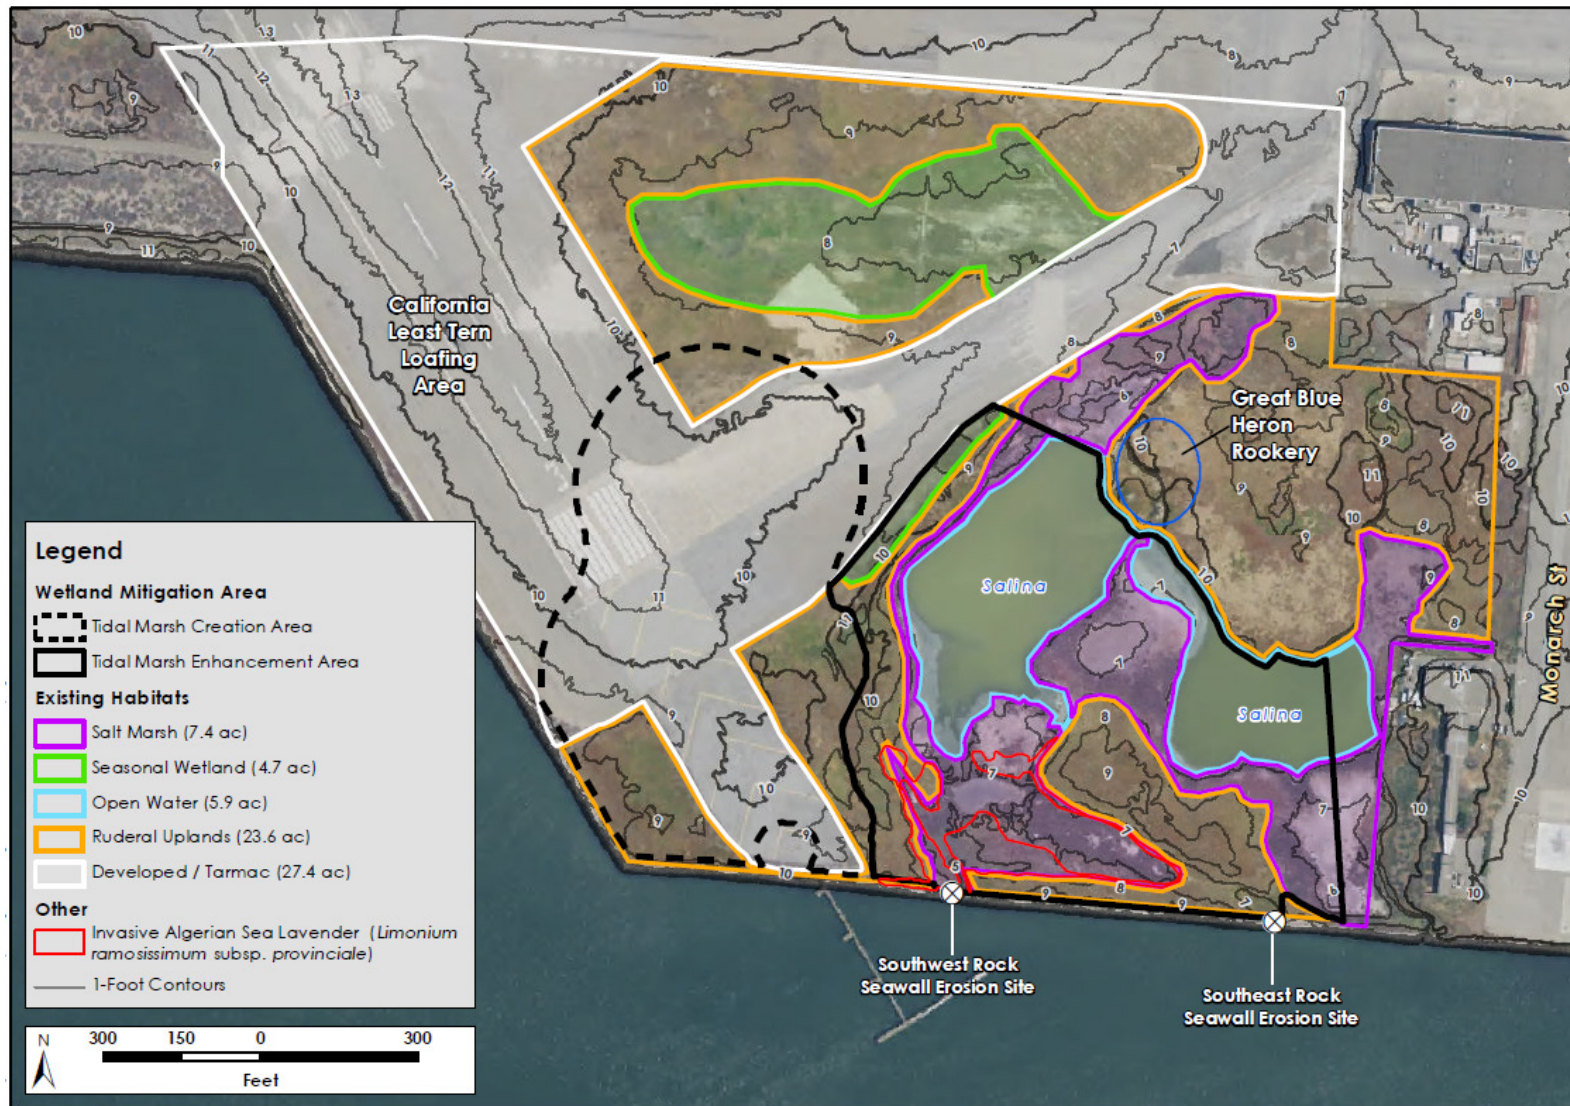 California
Least Tern
Loafing
Area
Great Blue
Heron
Rookery
Salina
Salina
Monarch St
Southwest Rock
Seawall Erosion Site
Southeast Rock
Seawall Erosion Site
Legend
Wetland Mitigation Area
Tidal Marsh Creation Area
Tidal Marsh Enhancement Area
Existing Habitats
Salt Marsh (7.4 ac)
Seasonal Wetland (4.7 ac)
Open Water (5.9 ac)
Ruderal Uplands (23.6 ac)
Developed / Tarmac (27.4 ac)
Other
Invasive Algerian Sea Lavender (Limonium
ramosissimum subsp. provinciale)
1-Foot Contours
N
300 150 0 300
Feet